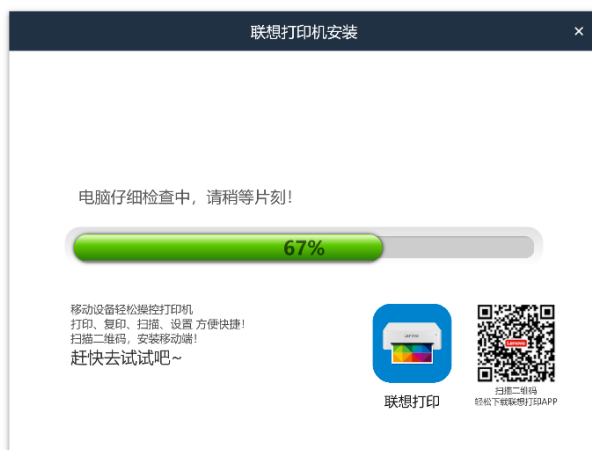 联想打印机安装
×
电脑仔细检查中，请稍等片刻！
67%
移动设备轻松操控打印机
打印、复印、扫描、设置 方便快捷！
扫描二维码，安装移动端！
赶快去试试吧~
Lenovo
联想打印
扫描二维码
轻松下载联想打印APP